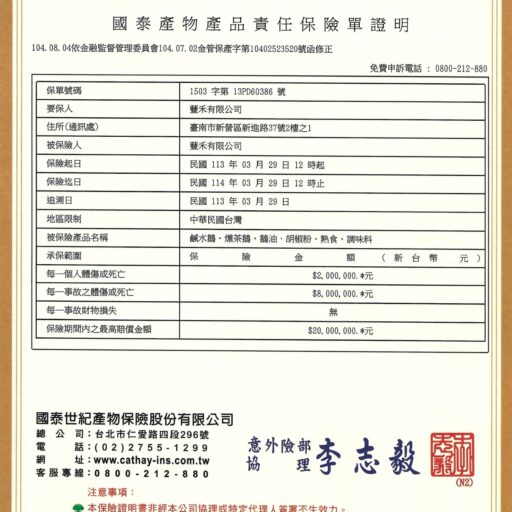 國泰產物產品責任保險單證明
104.08.04依金融監督管理委員會104.07.02金管保產字第10402523520號函修正
免費申訴電話 : 0800-212-880
保單號碼 1503 字第 13PD60386 號
要保人 豐禾有限公司
住所(通訊處) 臺南市新營區新進路37號2樓之1
被保險人 豐禾有限公司
保險起日 民國 113 年 03 月 29 日 12 時起
保險迄日 民國 114 年 03 月 29 日 12 時止
追溯日 民國 113 年 03 月 29 日
地區限制 中華民國台灣
被保險產品名稱 鹹水鵝、燻茶鵝、鵝油、胡椒粉、熟食、調味料
承保範圍 保險金額(新台幣元)
每一個人體傷或死亡 $2,000,000.*元
每一事故之體傷或死亡 $8,000,000.*元
每一事故財物損失 無
保險期間內之最高賠償金額 $20,000,000.*元
國泰世紀產物保險股份有限公司
總公司:台北市仁愛路四段296號
電話:(02)2755-1299
網址:www.cathay-ins.com.tw
客服專線:0800-212-880
意外險部
協理 李志毅
(N2)
注意事項:
本保險證明書非經本公司協理或特定代理人簽署不生效力。